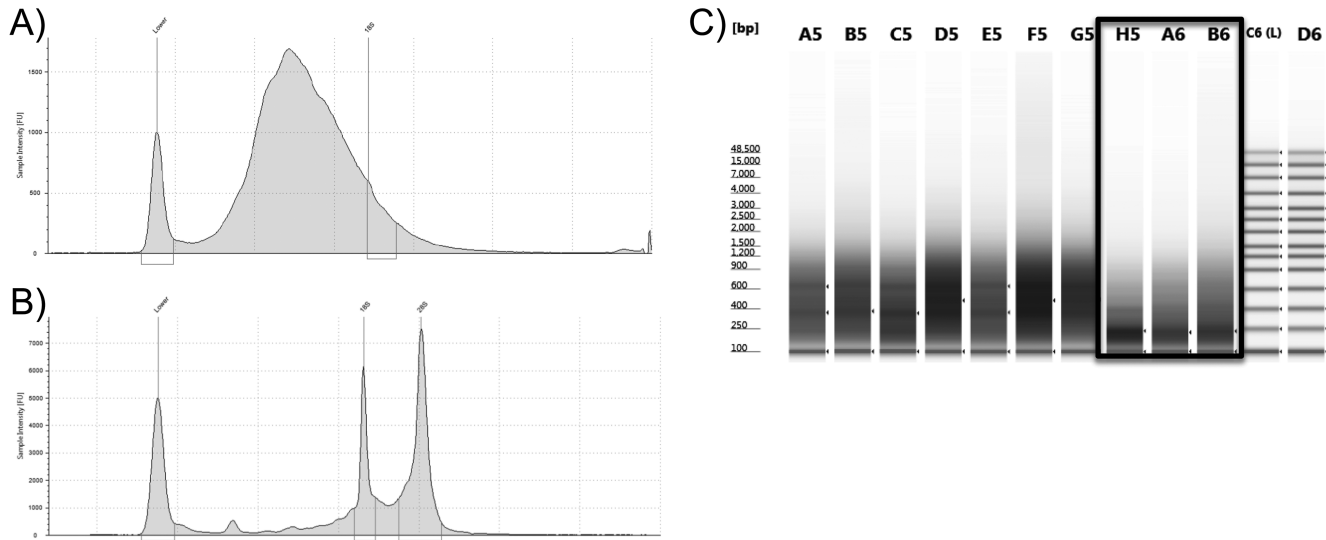 A)
Lower
18S
Sample Intensity [FU]
1500
1000
500
0
B)
Lower
18S
28S
Sample Intensity [FU]
7000
6000
5000
4000
3000
2000
1000
0
C)
[bp]
A5 B5 C5 D5 E5 F5 G5 H5 A6 B6 C6 (L) D6
48,500
15,000
7,000
4,000
3,000
2,500
2,000
1,500
1,200
900
600
400
250
100